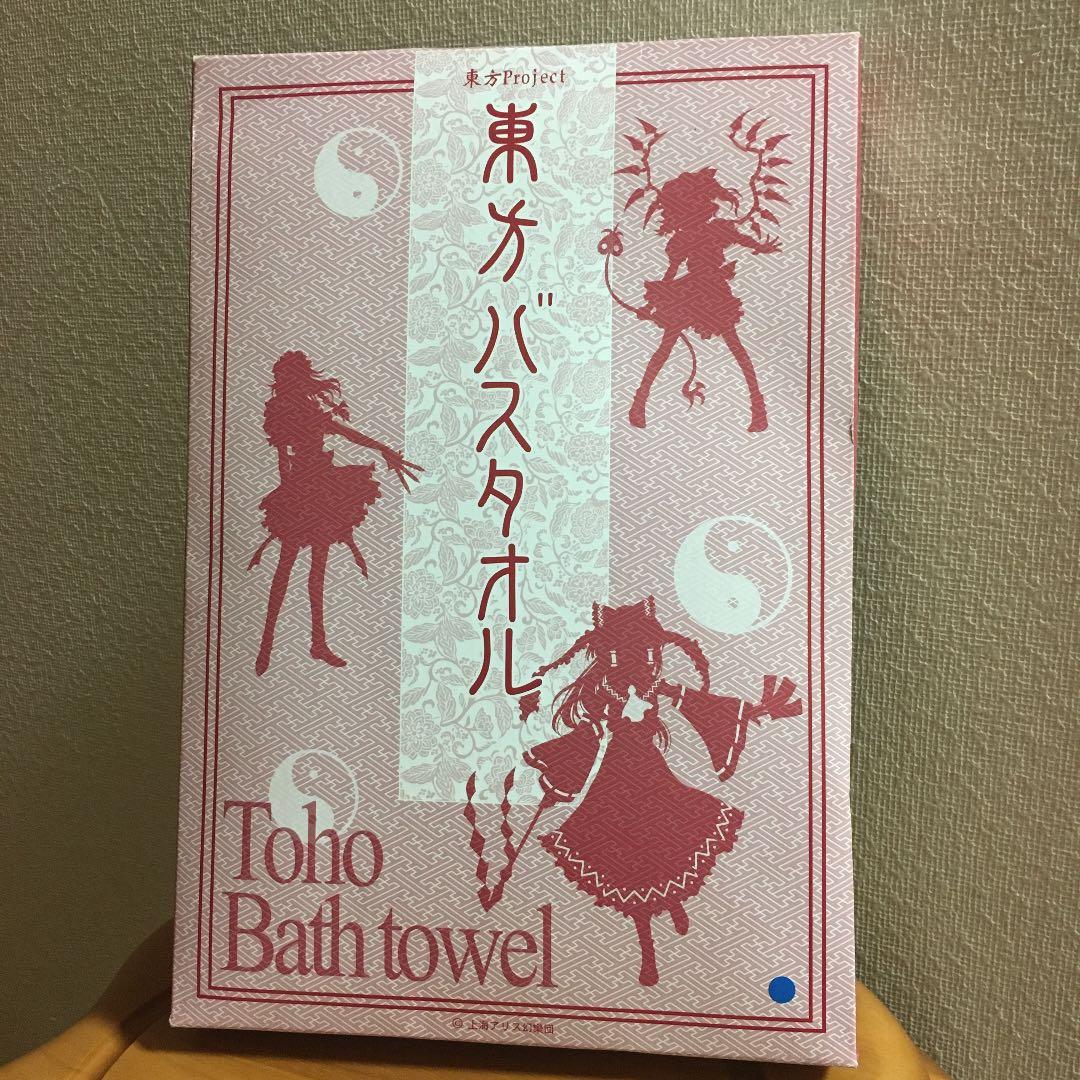 東方Project
東方バスタオル
Toho
Bath towel
© 上海アリス幻樂団